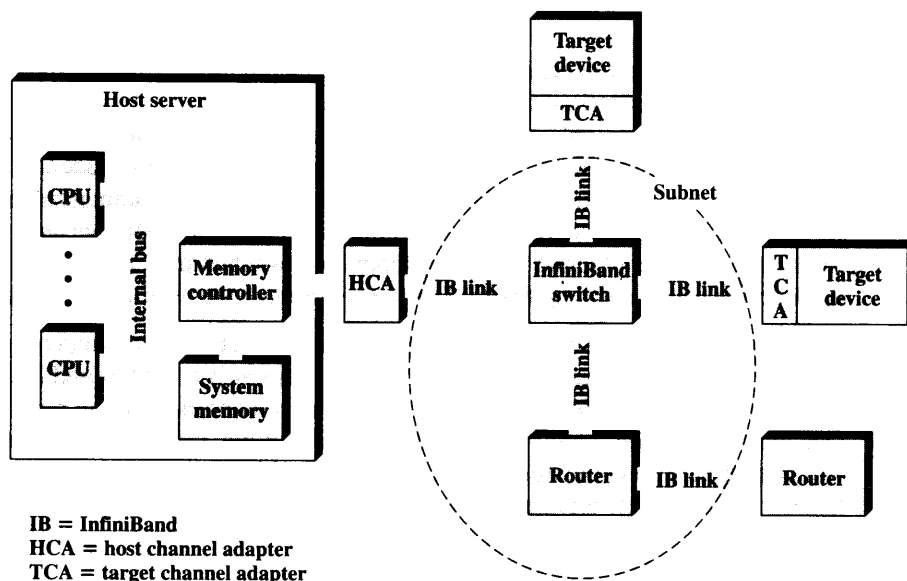 Host server
CPU
CPU
Internal bus
Memory
controller
System
memory
HCA
IB link
Target
device
TCA
IB link
Subnet
InfiniBand
switch
IB link
T
C
A
Target
device
IB link
Router
IB link
Router
IB = InfiniBand
HCA = host channel adapter
TCA = target channel adapter